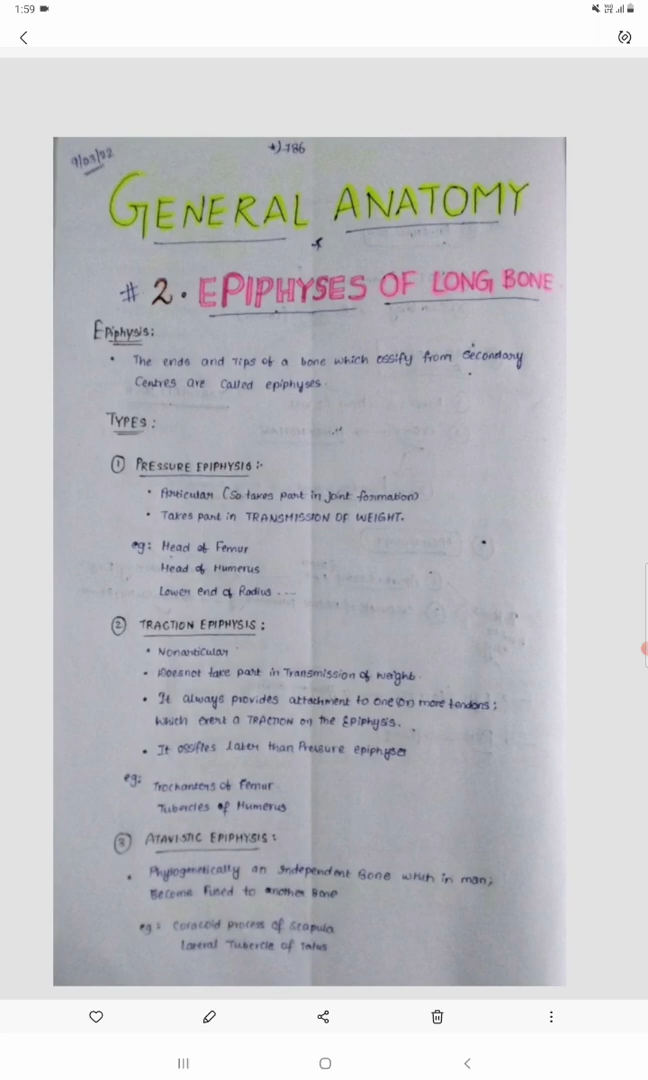 1:59
9/03/22
786
GENERAL ANATOMY
# 2. EPIPHYSES OF LONG BONE
Epiphysis:
• The ends and Tips of a bone which ossify from Secondary
Centres are called epiphyses.
TYPES:
① PRESSURE EPIPHYSIS:-
• Articular (So takes part in Joint formation)
• Takes part in TRANSMISSION OF WEIGHT.
eg: Head of Femur
Head of Humerus
Lower end of Radius ---
② TRACTION EPIPHYSIS:
• Nonarticular
• Doesnot take part in Transmission of weight.
• It always provides attachment to one (or) more tendons;
which exert a TRACTION on the Epiphysis.
• It ossifies later than Pressure epiphyses
eg: Trochanters of Femur
Tubercles of Humerus
③ ATAVISTIC EPIPHYSIS:
• Phylogenetically an Independent Bone which in man;
Become Fused to another Bone
eg: Coracoid process of Scapula
Lateral Tubercle of Talus